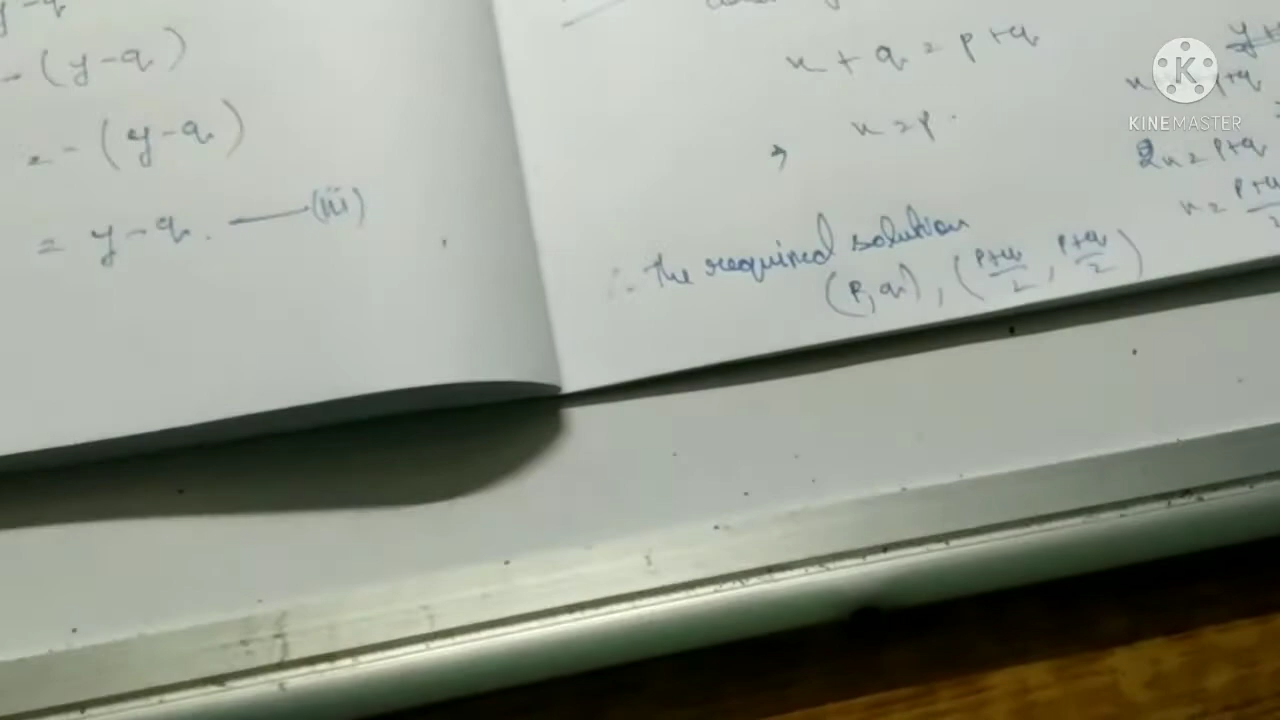 - (y-q)
= - (y-q)
= y-q. —— (iii)
x + q = p+q
⇒ x = p.
∴ The required solution
(p, q), (p+q/2, p+q/2)
p+q
2x = p+q
x = p+q/2
K
KINEMASTER